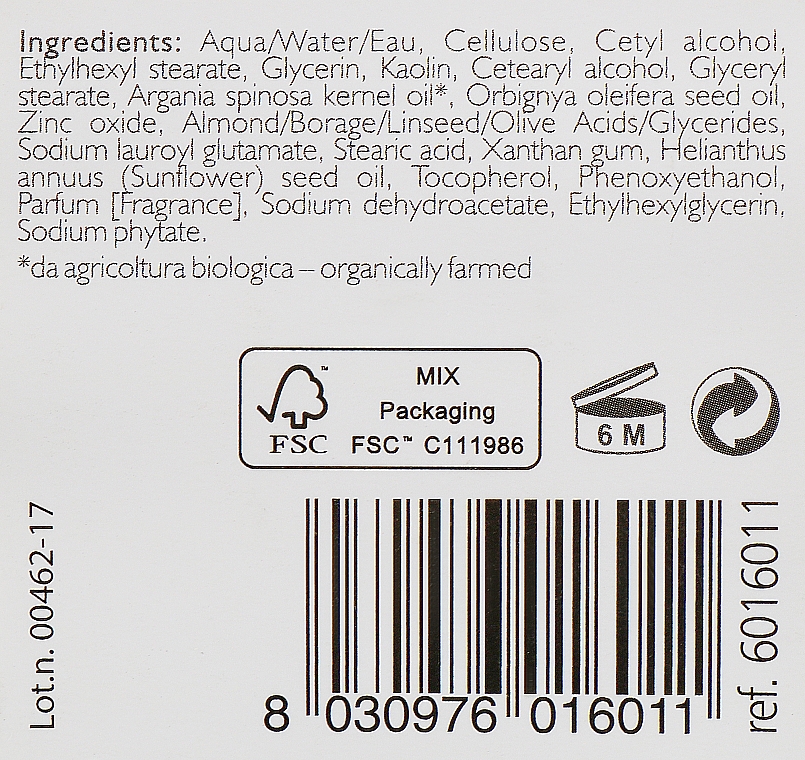 Ingredients: Aqua/Water/Eau, Cellulose, Cetyl alcohol,
Ethylhexyl stearate, Glycerin, Kaolin, Cetearyl alcohol, Glyceryl
stearate, Argania spinosa kernel oil*, Orbignya oleifera seed oil,
Zinc oxide, Almond/Borage/Linseed/Olive Acids/Glycerides,
Sodium lauroyl glutamate, Stearic acid, Xanthan gum, Helianthus
annuus (Sunflower) seed oil, Tocopherol, Phenoxyethanol,
Parfum [Fragrance], Sodium dehydroacetate, Ethylhexylglycerin,
Sodium phytate.
*da agricoltura biologica – organically farmed
FSC
™
MIX
Packaging
FSC™ C111986
6 M
Lot.n. 00462-17
8 030976 016011
ref. 6016011